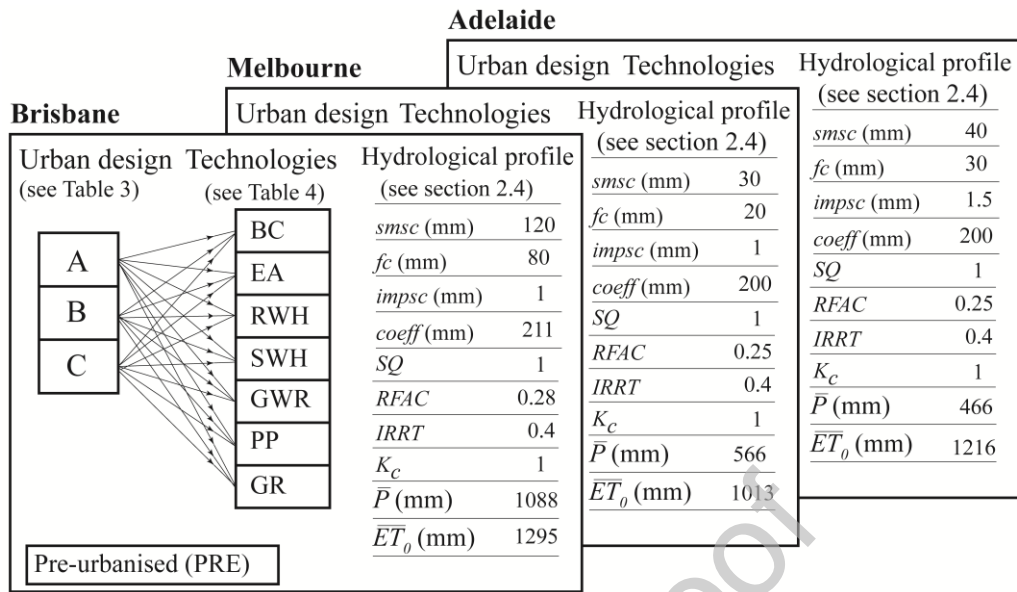 Adelaide
Urban design Technologies
Hydrological profile
(see section 2.4)
smsc (mm) 40
fc (mm) 30
impsc (mm) 1.5
coeff (mm) 200
SQ 1
RFAC 0.25
IRRT 0.4
Kc 1
P̅ (mm) 466
E̅T̅₀ (mm) 1216
Melbourne
Urban design Technologies
Hydrological profile
(see section 2.4)
smsc (mm) 30
fc (mm) 20
impsc (mm) 1
coeff (mm) 200
SQ 1
RFAC 0.25
IRRT 0.4
Kc 1
P̅ (mm) 566
E̅T̅₀ (mm) 1013
Brisbane
Urban design Technologies
(see Table 3) (see Table 4)
A
B
C
BC
EA
RWH
SWH
GWR
PP
GR
Hydrological profile
(see section 2.4)
smsc (mm) 120
fc (mm) 80
impsc (mm) 1
coeff (mm) 211
SQ 1
RFAC 0.28
IRRT 0.4
Kc 1
P̅ (mm) 1088
E̅T̅₀ (mm) 1295
Pre-urbanised (PRE)